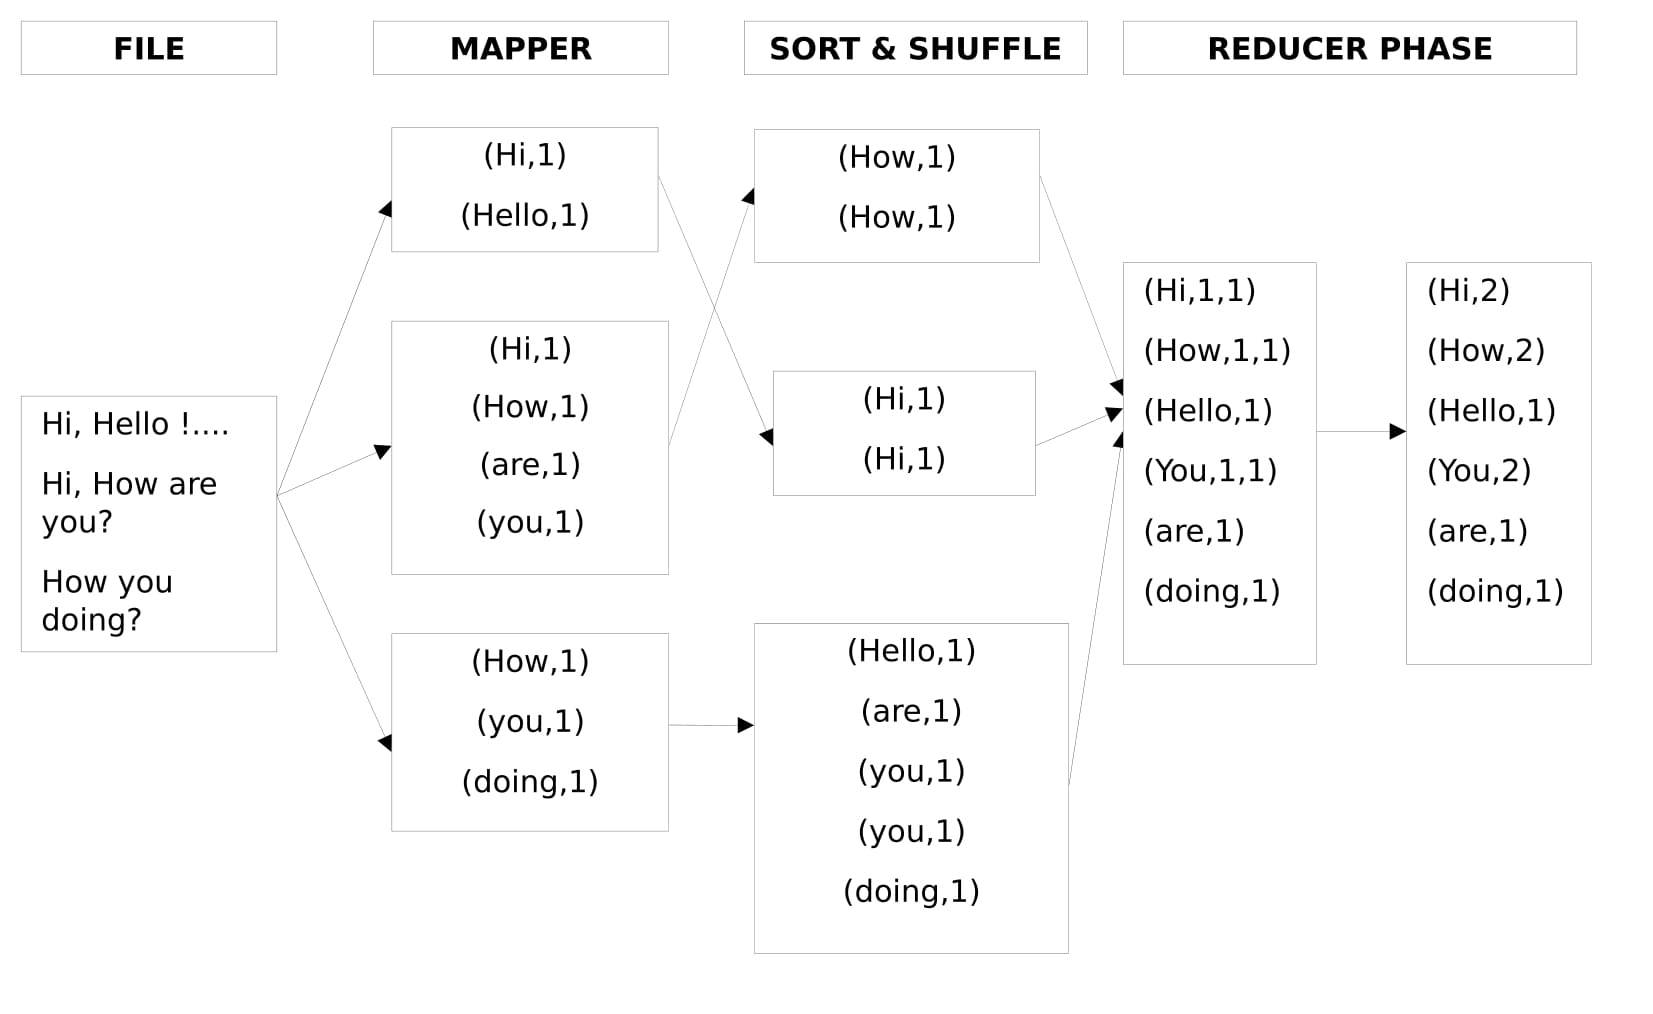 FILE
MAPPER
SORT & SHUFFLE
REDUCER PHASE
Hi, Hello !....
Hi, How are
you?
How you
doing?
(Hi,1)
(Hello,1)
(Hi,1)
(How,1)
(are,1)
(you,1)
(How,1)
(you,1)
(doing,1)
(How,1)
(How,1)
(Hi,1)
(Hi,1)
(Hello,1)
(are,1)
(you,1)
(you,1)
(doing,1)
(Hi,1,1)
(How,1,1)
(Hello,1)
(You,1,1)
(are,1)
(doing,1)
(Hi,2)
(How,2)
(Hello,1)
(You,2)
(are,1)
(doing,1)